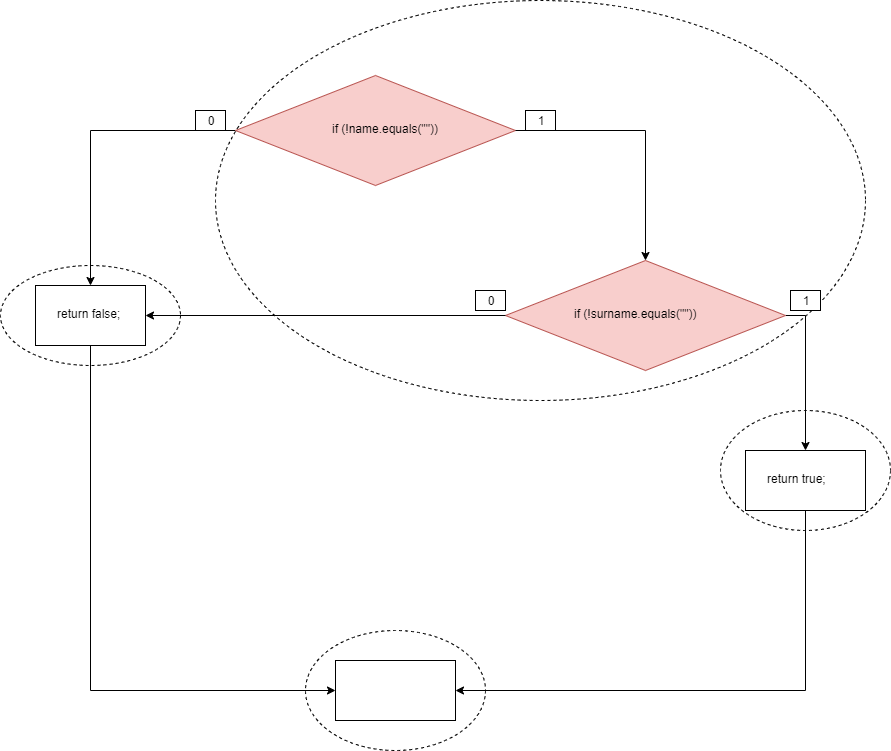 0
if (!name.equals(""))
1
0
if (!surname.equals(""))
1
return false;
return true;